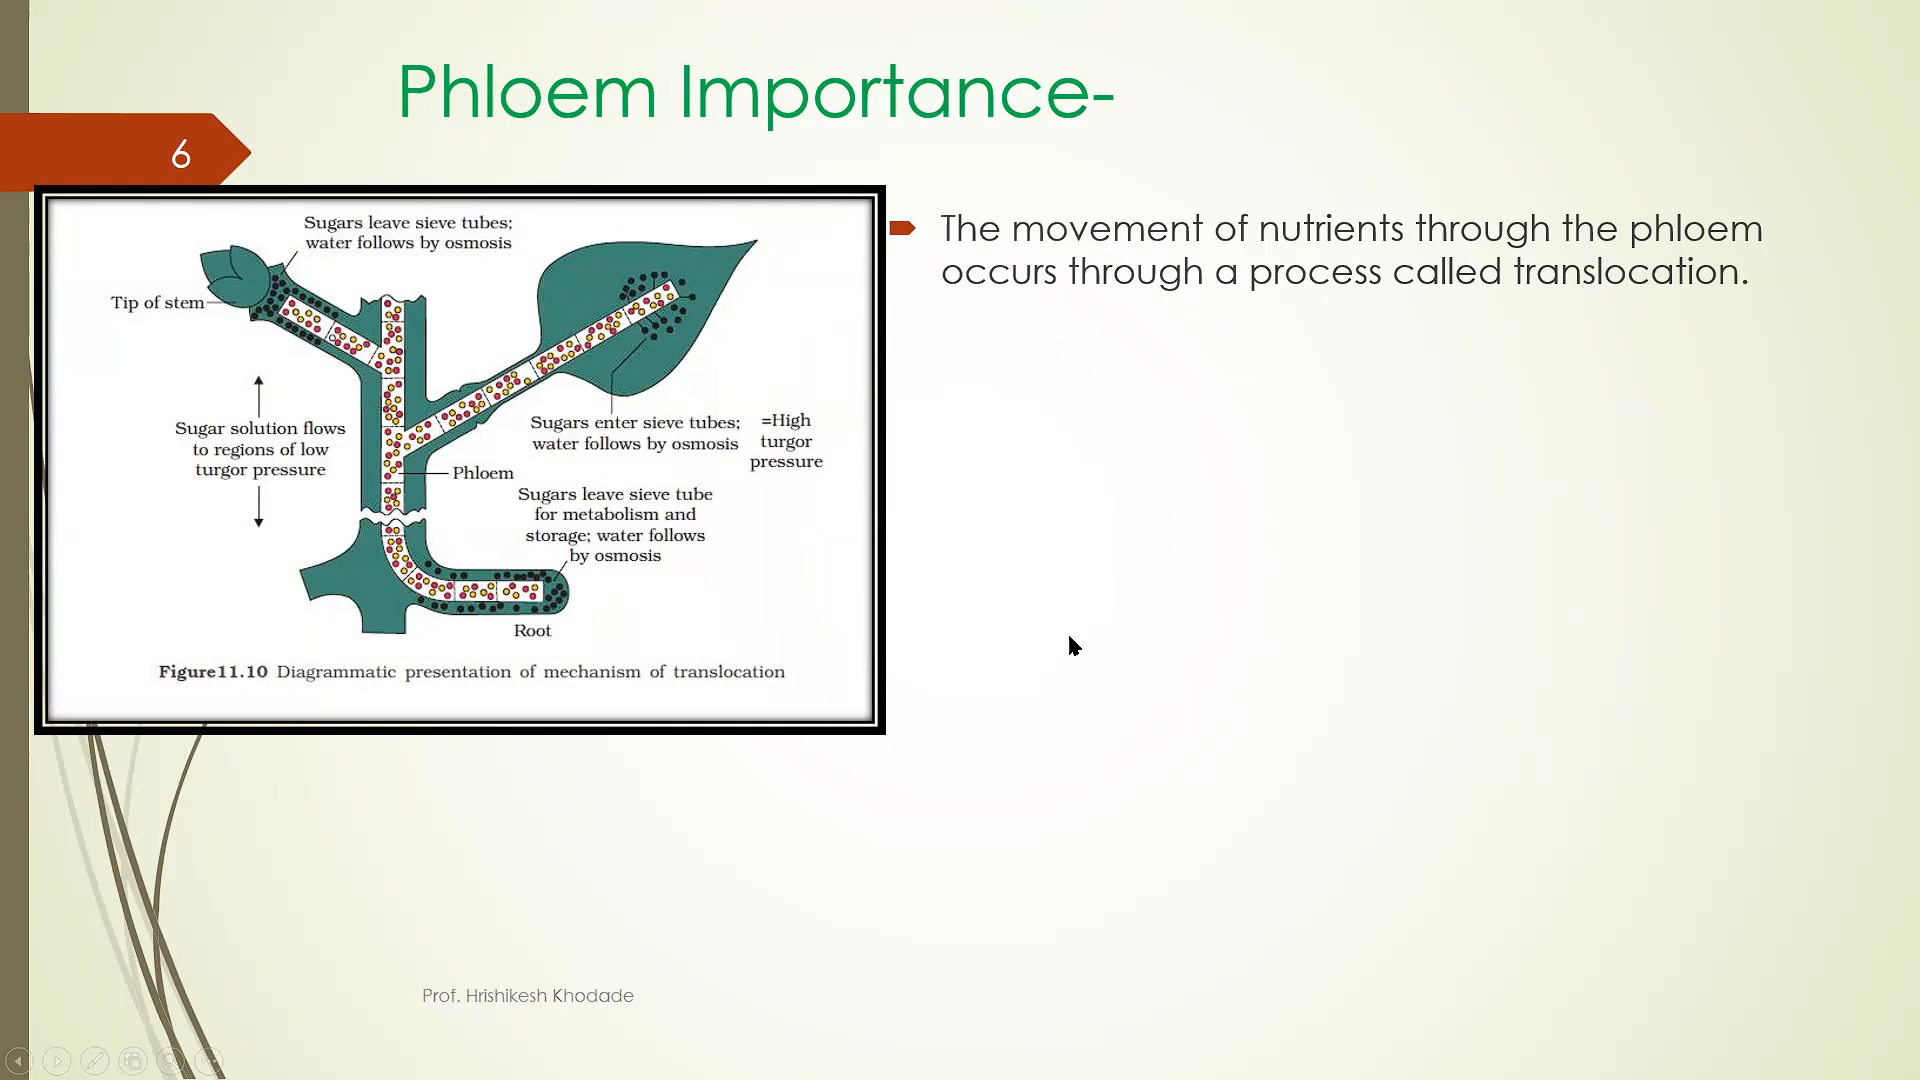 Phloem Importance-
6
Sugars leave sieve tubes;
water follows by osmosis
Tip of stem
Sugar solution flows
to regions of low
turgor pressure
Sugars enter sieve tubes;
water follows by osmosis
=High
turgor
pressure
Phloem
Sugars leave sieve tube
for metabolism and
storage; water follows
by osmosis
Root
Figure11.10 Diagrammatic presentation of mechanism of translocation
The movement of nutrients through the phloem
occurs through a process called translocation.
Prof. Hrishikesh Khodade